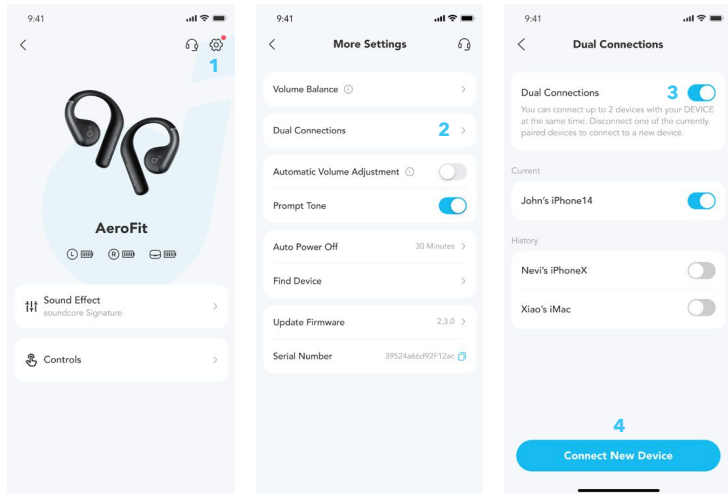 9:41
1
AeroFit
L
R
Sound Effect
soundcore Signature
Controls
9:41
More Settings
Volume Balance
Dual Connections 2
Automatic Volume Adjustment
Prompt Tone
Auto Power Off 30 Minutes
Find Device
Update Firmware 2.3.0
Serial Number 39524a66d92F12ac
9:41
Dual Connections
Dual Connections 3
You can connect up to 2 devices with your DEVICE
at the same time. Disconnect one of the currently
paired devices to connect to a new device.
Current
John's iPhone14
History
Nevi's iPhoneX
Xiao's iMac
4
Connect New Device